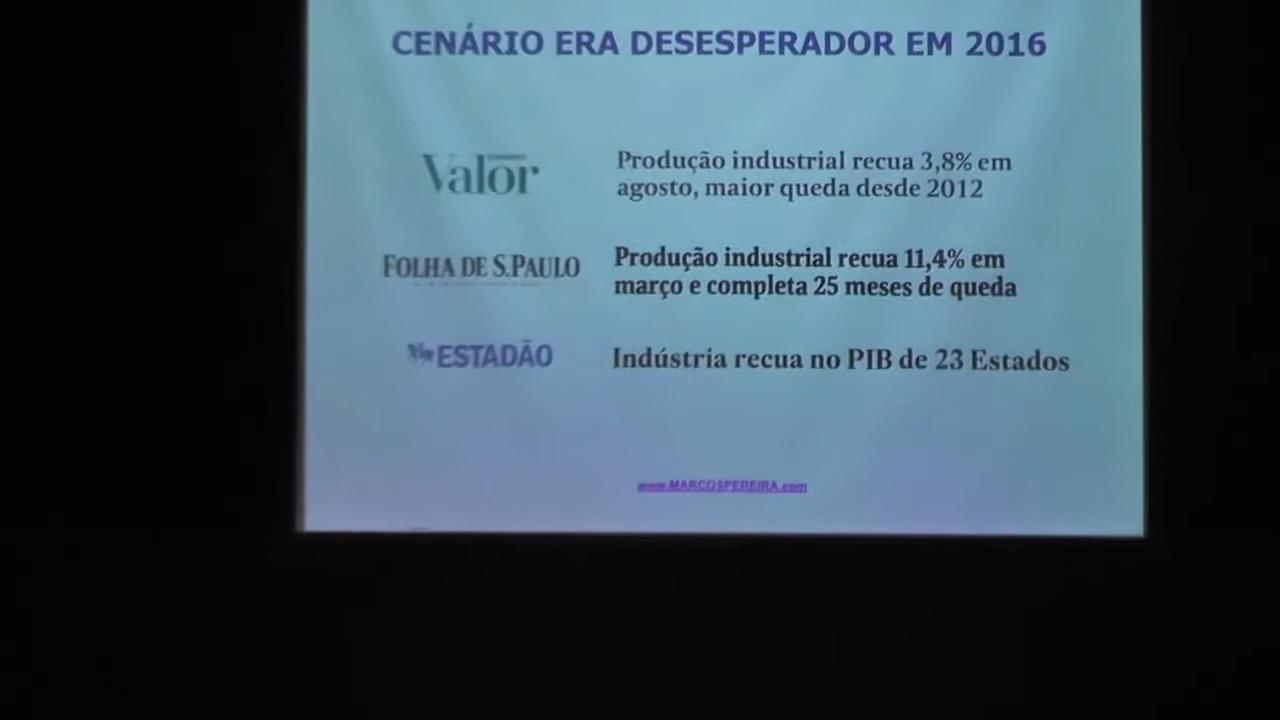 CENÁRIO ERA DESESPERADOR EM 2016
Valor
Produção industrial recua 3,8% em
agosto, maior queda desde 2012
FOLHA DE S.PAULO
Produção industrial recua 11,4% em
março e completa 25 meses de queda
ESTADÃO
Indústria recua no PIB de 23 Estados
www.MARCOSPEREIRA.com